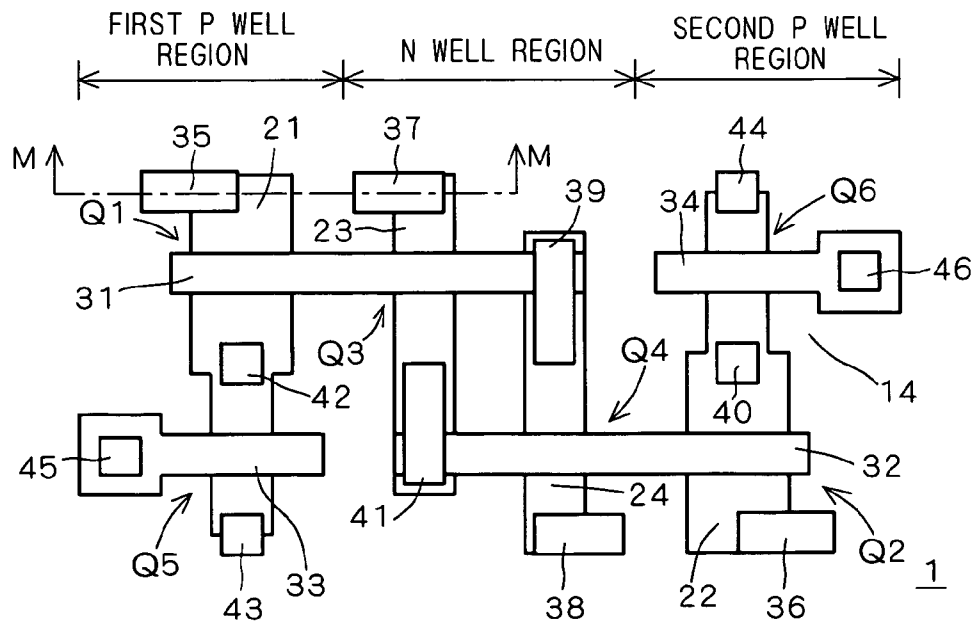 FIRST P WELL
REGION
N WELL REGION
SECOND P WELL
REGION
M
35
21
37
M
44
Q1
23
39
34
Q6
46
31
Q3
42
Q4
40
14
45
41
24
32
Q5
43
33
38
22
36
Q2
1